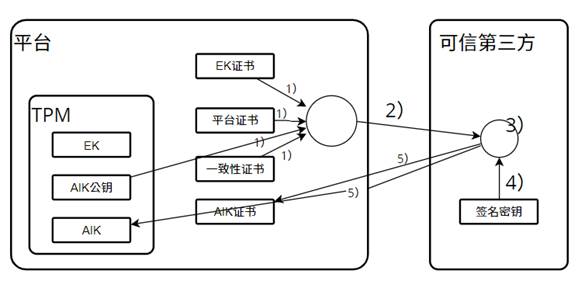 平台
可信第三方
EK证书
1）
2）
TPM
平台证书
1）
3）
EK
1）
1）
AIK公钥
一致性证书
5）
4）
5）
AIK证书
签名密钥
AIK